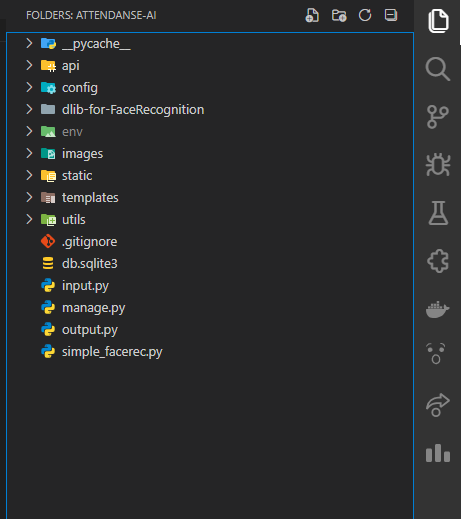 FOLDERS: ATTENDANSE-AI
__pycache__
api
config
dlib-for-FaceRecognition
env
images
static
templates
utils
.gitignore
db.sqlite3
input.py
manage.py
output.py
simple_facerec.py